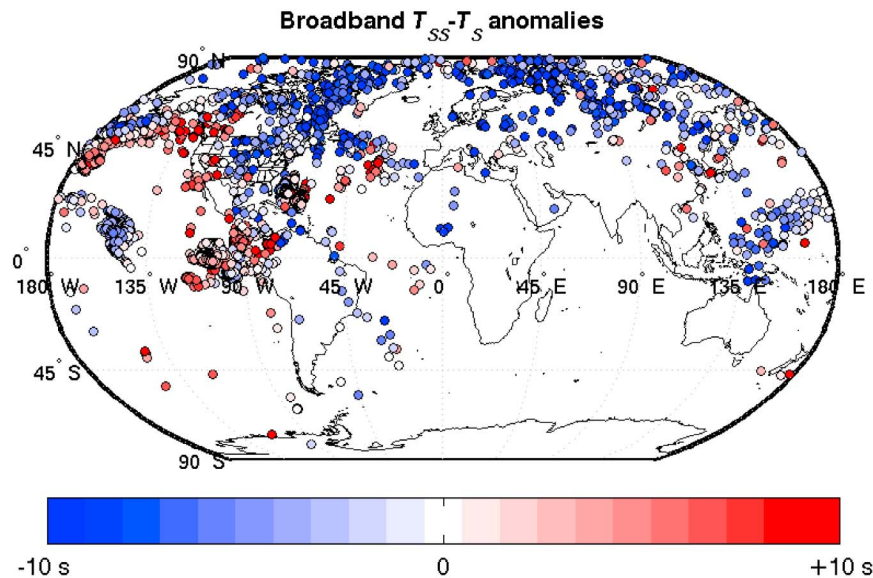 Broadband T_SS-T_S anomalies
90° N
45° N
0°
180° W 135° W 90° W 45° W 0 45° E 90° E 135° E 180° E
45° S
90° S
-10 s 0 +10 s